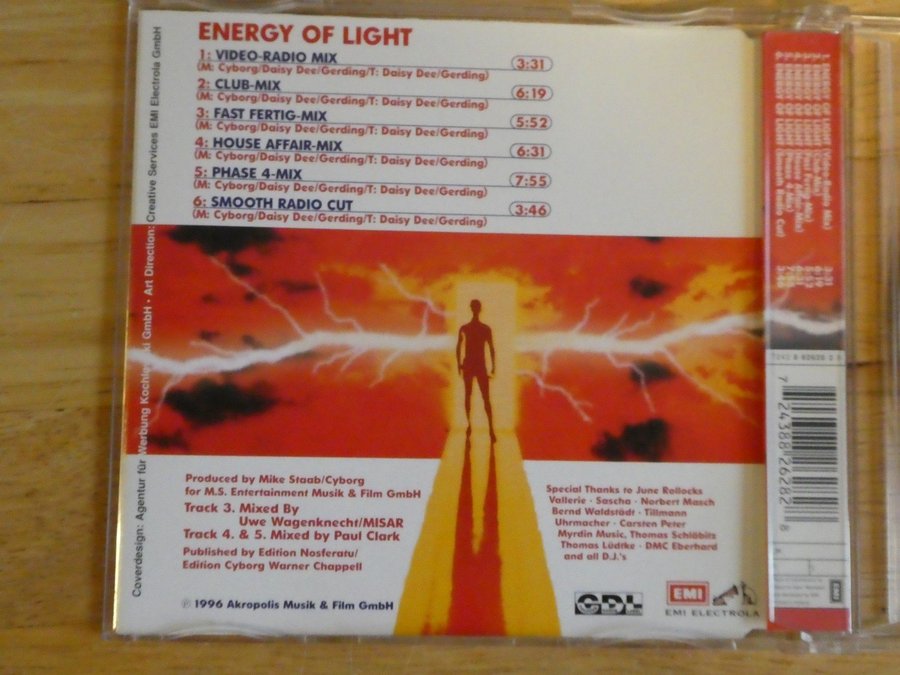 ENERGY OF LIGHT
1: VIDEO-RADIO MIX 3:31
(M: Cyborg/Daisy Dee/Gerding/T: Daisy Dee/Gerding)
2: CLUB-MIX 6:19
(M: Cyborg/Daisy Dee/Gerding/T: Daisy Dee/Gerding)
3: FAST FERTIG-MIX 5:52
(M: Cyborg/Daisy Dee/Gerding/T: Daisy Dee/Gerding)
4: HOUSE AFFAIR-MIX 6:31
(M: Cyborg/Daisy Dee/Gerding/T: Daisy Dee/Gerding)
5: PHASE 4-MIX 7:55
(M: Cyborg/Daisy Dee/Gerding/T: Daisy Dee/Gerding)
6: SMOOTH RADIO CUT 3:46
(M: Cyborg/Daisy Dee/Gerding/T: Daisy Dee/Gerding)
Coverdesign: Agentur für Werbung GmbH · Art Direction: Creative Services EMI Electrola GmbH
Produced by Mike Staab/Cyborg
for M.S. Entertainment Musik & Film GmbH
Track 3. Mixed By
Uwe Wagenknecht/MISAR
Track 4. & 5. Mixed by Paul Clark
Published by Edition Nosferatu/
Edition Cyborg Warner Chappell
℗ 1996 Akropolis Musik & Film GmbH
Special Thanks to June Rollocks
Vallerie · Sascha · Norbert Masch
Bernd Waldstädt · Tillmann
Uhrmacher · Carsten Peter
Myrdin Music, Thomas Schläbitz
Thomas Lüdtke · DMC Eberhard
and all D.J.'s
CDL
EMI
EMI ELECTROLA
7 24388 26282 8
EMI